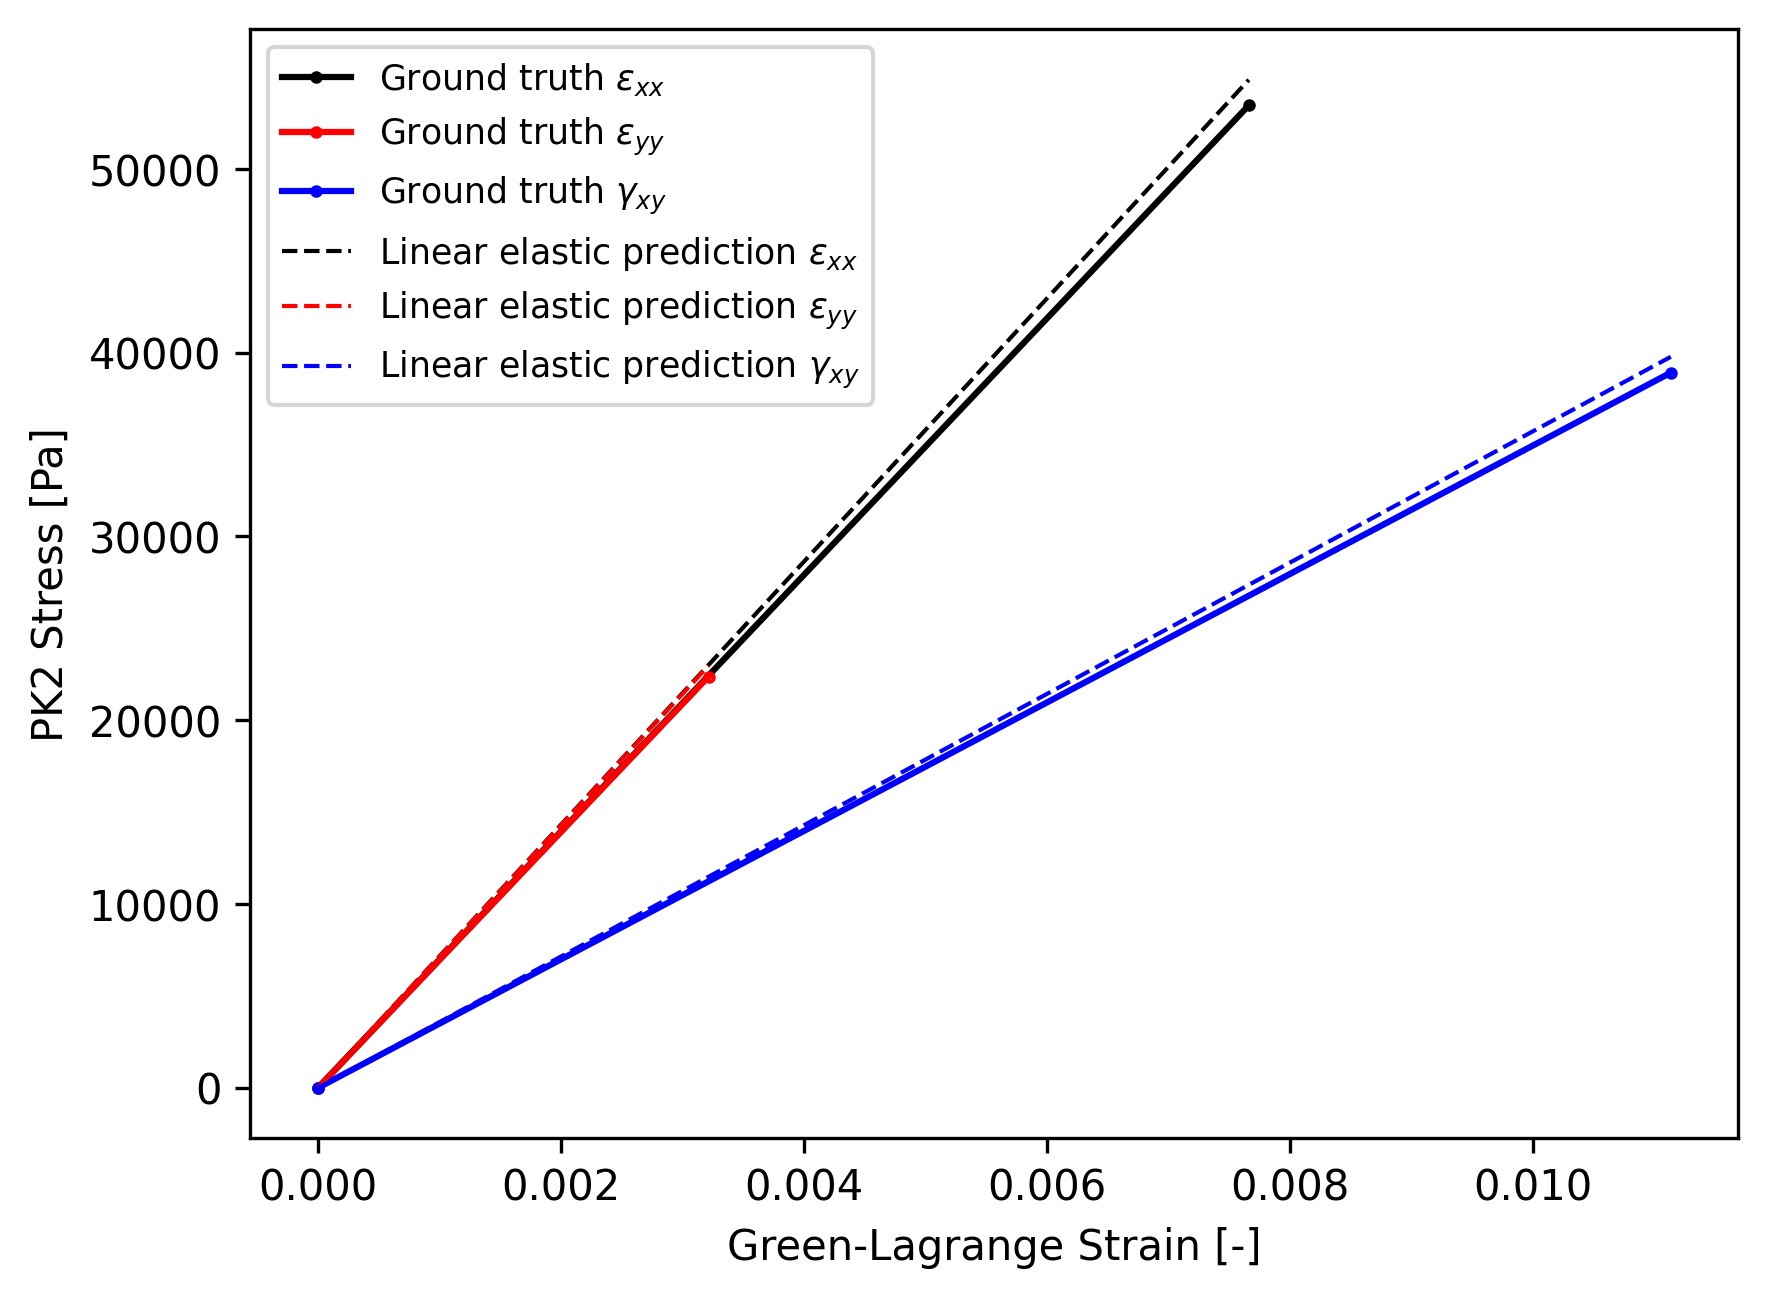 Ground truth εxx
Ground truth εyy
Ground truth γxy
Linear elastic prediction εxx
Linear elastic prediction εyy
Linear elastic prediction γxy
50000
40000
30000
20000
10000
0
PK2 Stress [Pa]
0.000 0.002 0.004 0.006 0.008 0.010
Green-Lagrange Strain [-]